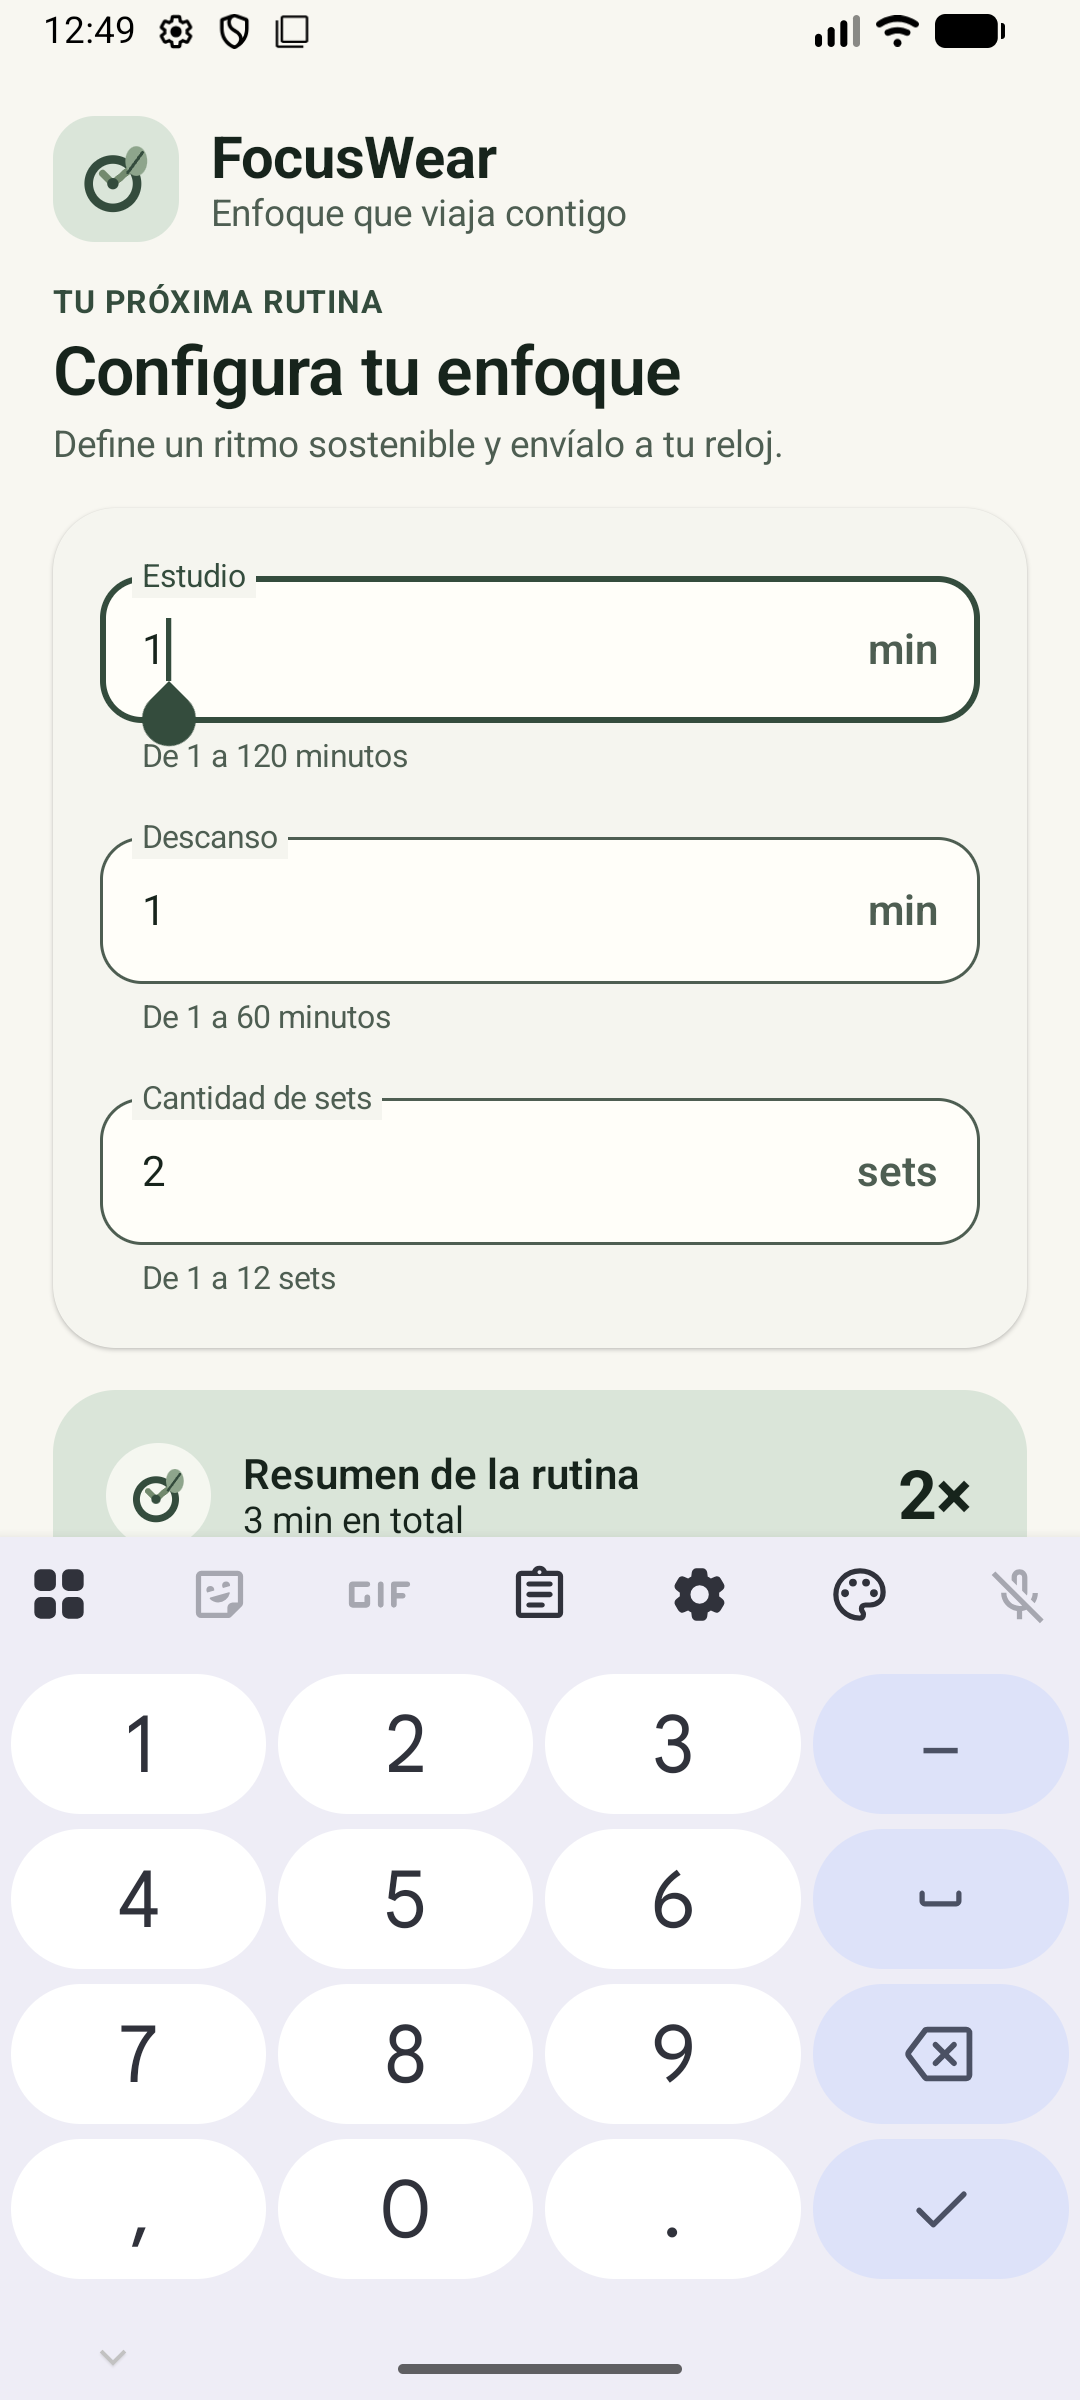 12:49
FocusWear
Enfoque que viaja contigo
TU PRÓXIMA RUTINA
Configura tu enfoque
Define un ritmo sostenible y envíalo a tu reloj.
Estudio
1 min
De 1 a 120 minutos
Descanso
1 min
De 1 a 60 minutos
Cantidad de sets
2 sets
De 1 a 12 sets
Resumen de la rutina
3 min en total
2×
GIF
1 2 3 –
4 5 6
7 8 9
, 0 .